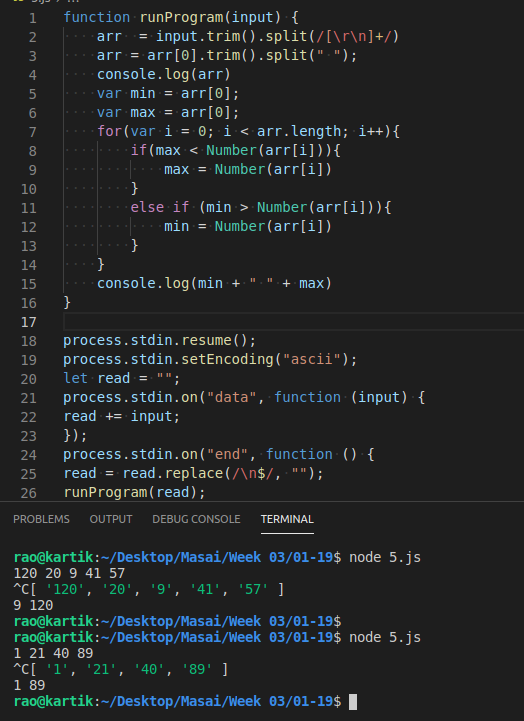 5.js › ...
1 function runProgram(input) {
2 arr = input.trim().split(/[\r\n]+/)
3 arr = arr[0].trim().split(" ");
4 console.log(arr)
5 var min = arr[0];
6 var max = arr[0];
7 for(var i = 0; i < arr.length; i++){
8 if(max < Number(arr[i])){
9 max = Number(arr[i])
10 }
11 else if (min > Number(arr[i])){
12 min = Number(arr[i])
13 }
14 }
15 console.log(min + " " + max)
16 }
17
18 process.stdin.resume();
19 process.stdin.setEncoding("ascii");
20 let read = "";
21 process.stdin.on("data", function (input) {
22 read += input;
23 });
24 process.stdin.on("end", function () {
25 read = read.replace(/\n$/, "");
26 runProgram(read);
PROBLEMS OUTPUT DEBUG CONSOLE TERMINAL
rao@kartik:~/Desktop/Masai/Week 03/01-19$ node 5.js
120 20 9 41 57
^C[ '120', '20', '9', '41', '57' ]
9 120
rao@kartik:~/Desktop/Masai/Week 03/01-19$
rao@kartik:~/Desktop/Masai/Week 03/01-19$ node 5.js
1 21 40 89
^C[ '1', '21', '40', '89' ]
1 89
rao@kartik:~/Desktop/Masai/Week 03/01-19$